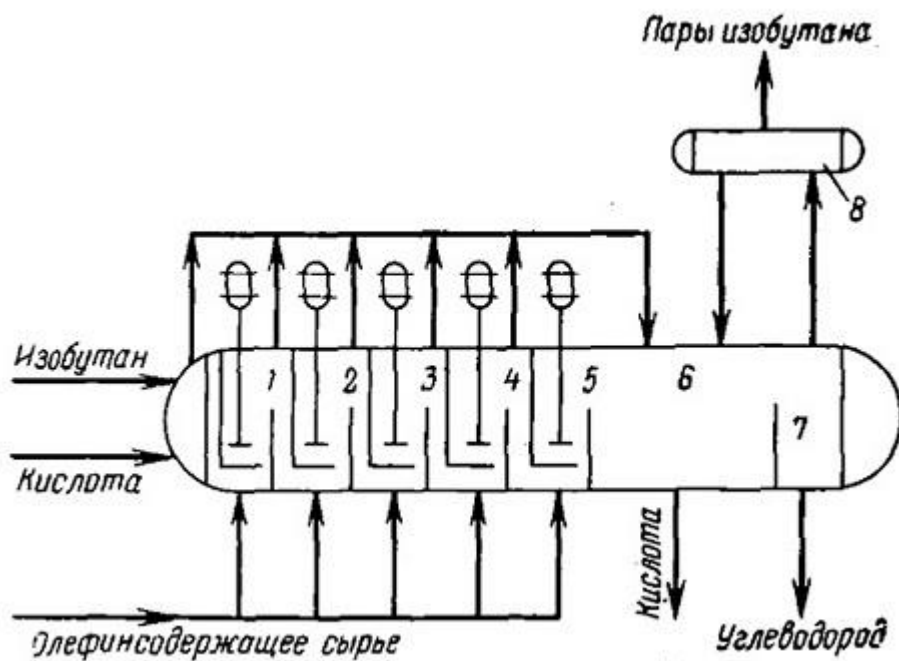 Пары изобутана
8
Изобутан
1 2 3 4 5 6
7
Кислота
Кислота
Олефинсодержащее сырье
Углеводород